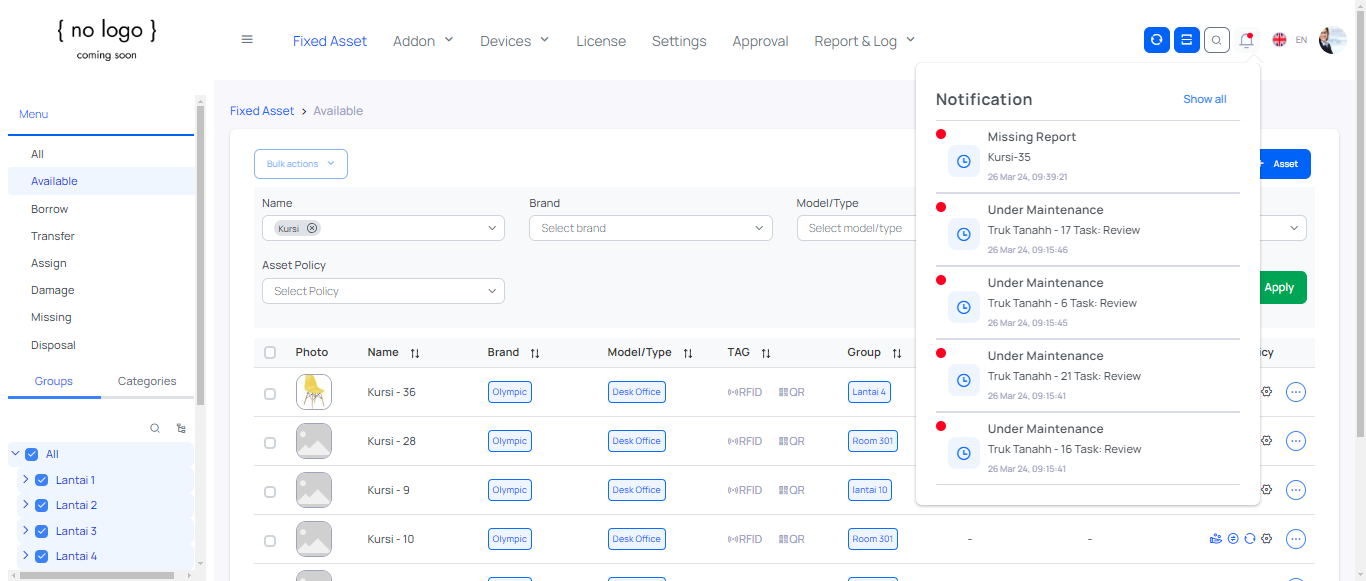 { no logo }
coming soon
Fixed Asset
Addon
Devices
License
Settings
Approval
Report & Log
EN
Menu
All
Available
Borrow
Transfer
Assign
Damage
Missing
Disposal
Groups
Categories
All
Lantai 1
Lantai 2
Lantai 3
Lantai 4
Fixed Asset > Available
Bulk actions
Asset
Name
Brand
Model/Type
Kursi
Select brand
Select model/type
Asset Policy
Select Policy
Apply
Photo Name Brand Model/Type TAG Group
Kursi - 36 Olympic Desk Office RFID QR Lantai 4
Kursi - 28 Olympic Desk Office RFID QR Room 301
Kursi - 9 Olympic Desk Office RFID QR lantai 10
Kursi - 10 Olympic Desk Office RFID QR Room 301 - -
Notification
Show all
Missing Report
Kursi-35
26 Mar 24, 09:39:21
Under Maintenance
Truk Tanahh - 17 Task: Review
26 Mar 24, 09:15:46
Under Maintenance
Truk Tanahh - 6 Task: Review
26 Mar 24, 09:15:45
Under Maintenance
Truk Tanahh - 21 Task: Review
26 Mar 24, 09:15:41
Under Maintenance
Truk Tanahh - 16 Task: Review
26 Mar 24, 09:15:41